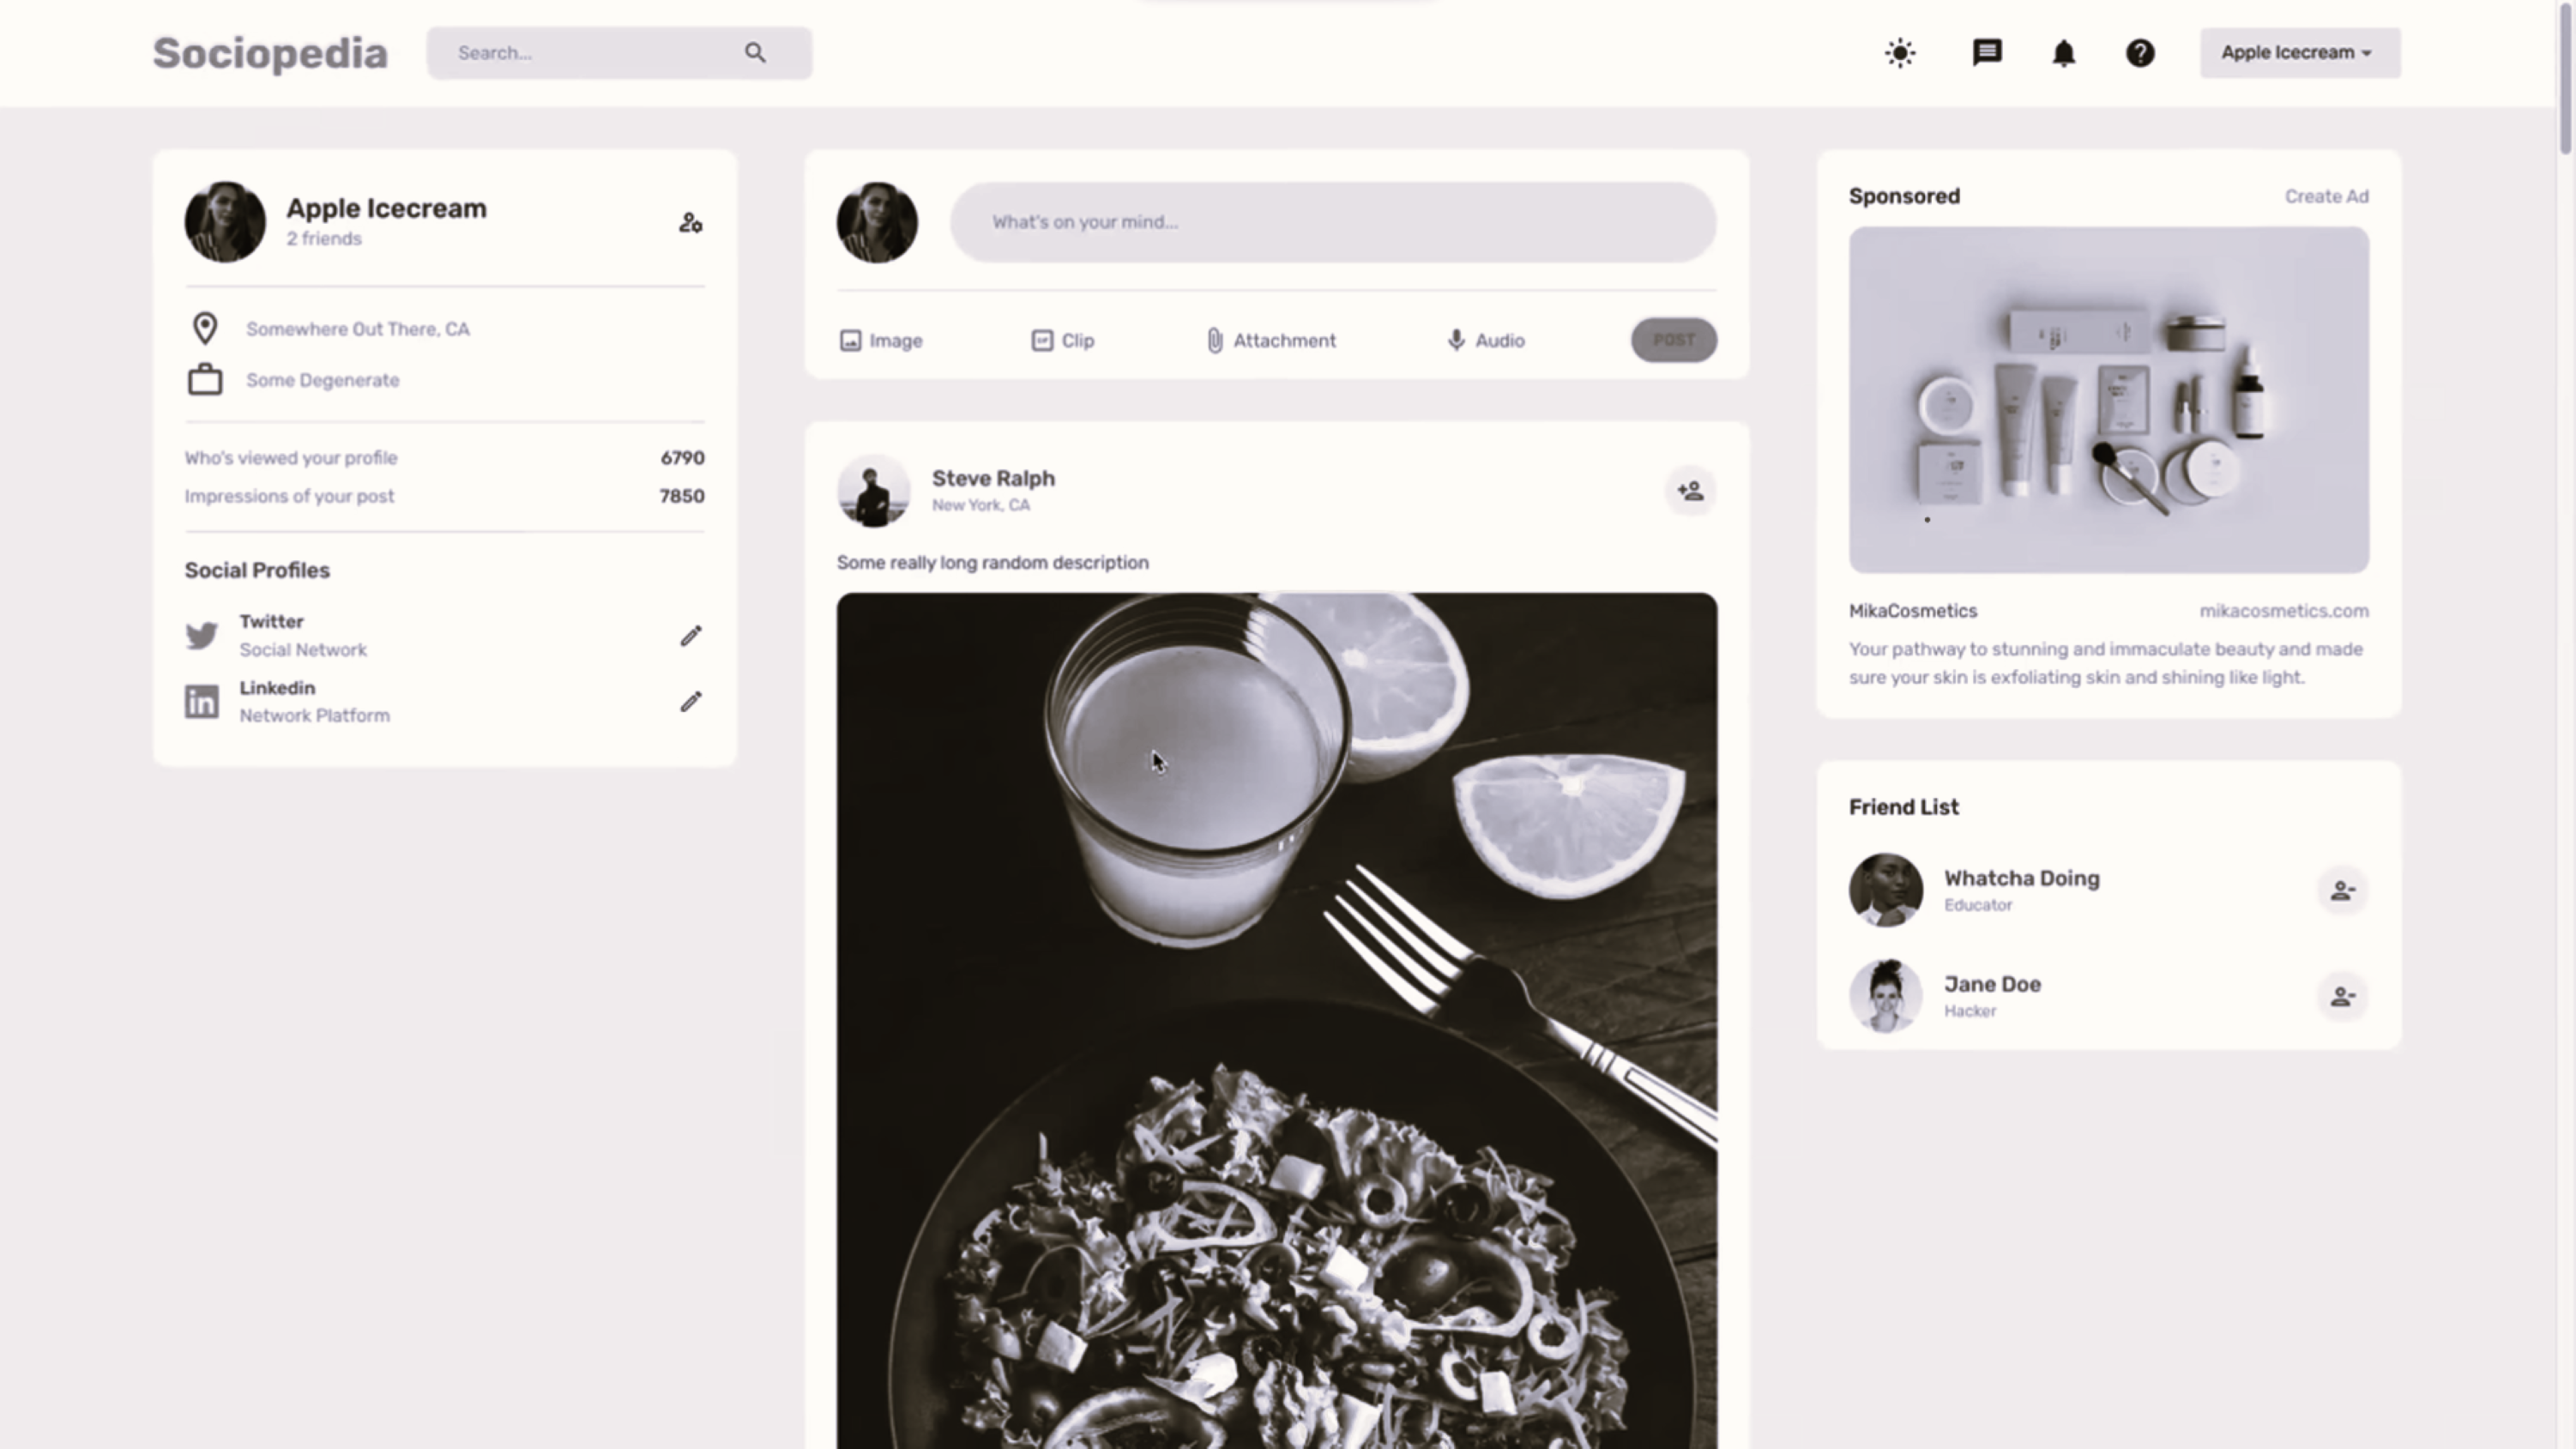 Sociopedia
Search...
Apple Icecream
Apple Icecream
2 friends
Somewhere Out There, CA
Some Degenerate
Who's viewed your profile 6790
Impressions of your post 7850
Social Profiles
Twitter
Social Network
Linkedin
Network Platform
What's on your mind...
Image Clip Attachment Audio POST
Steve Ralph
New York, CA
Some really long random description
Sponsored Create Ad
MikaCosmetics mikacosmetics.com
Your pathway to stunning and immaculate beauty and made
sure your skin is exfoliating skin and shining like light.
Friend List
Whatcha Doing
Educator
Jane Doe
Hacker